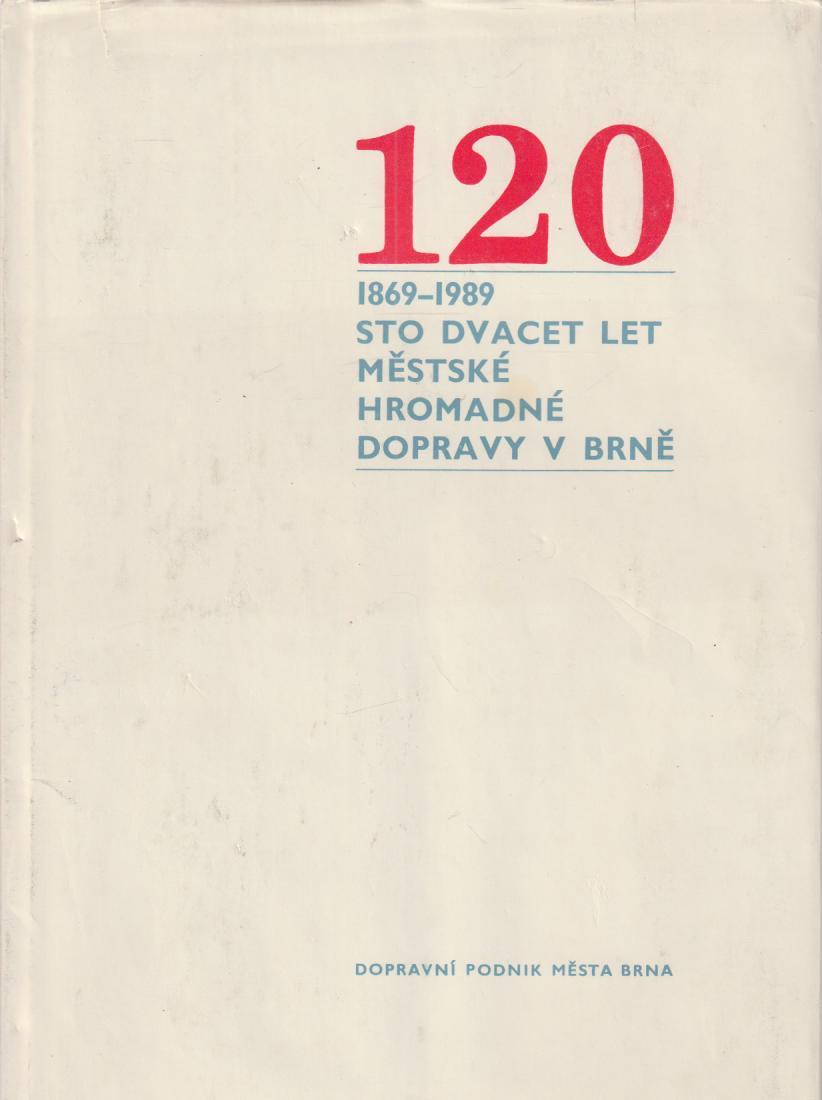 120
1869–1989
STO DVACET LET
MĚSTSKÉ
HROMADNÉ
DOPRAVY V BRNĚ
DOPRAVNÍ PODNIK MĚSTA BRNA